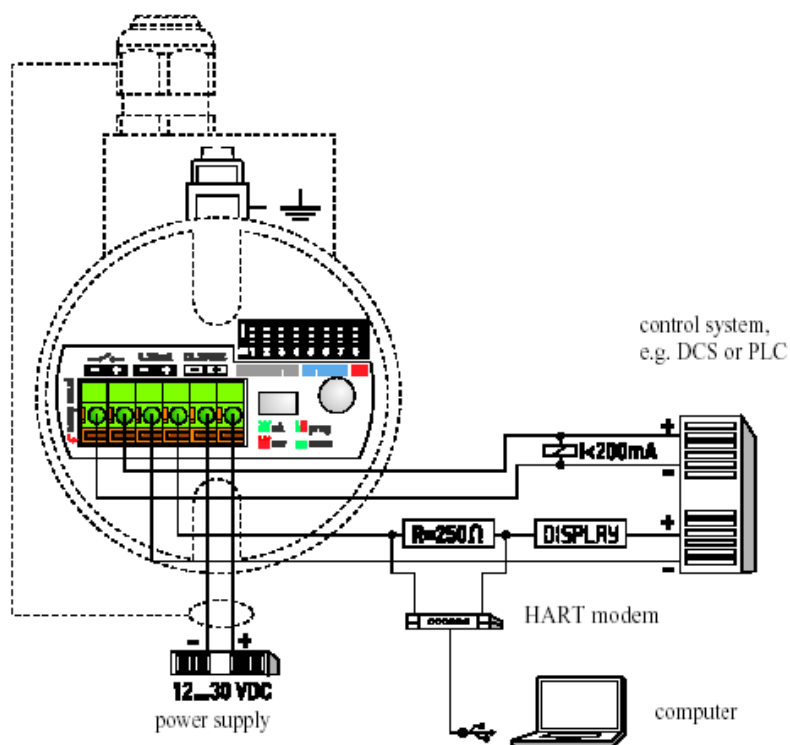 control system,
e.g. DCS or PLC
+
I<200mA
-
R=250Ω
DISPLAY
+
-
HART modem
- +
12...30 VDC
power supply
computer